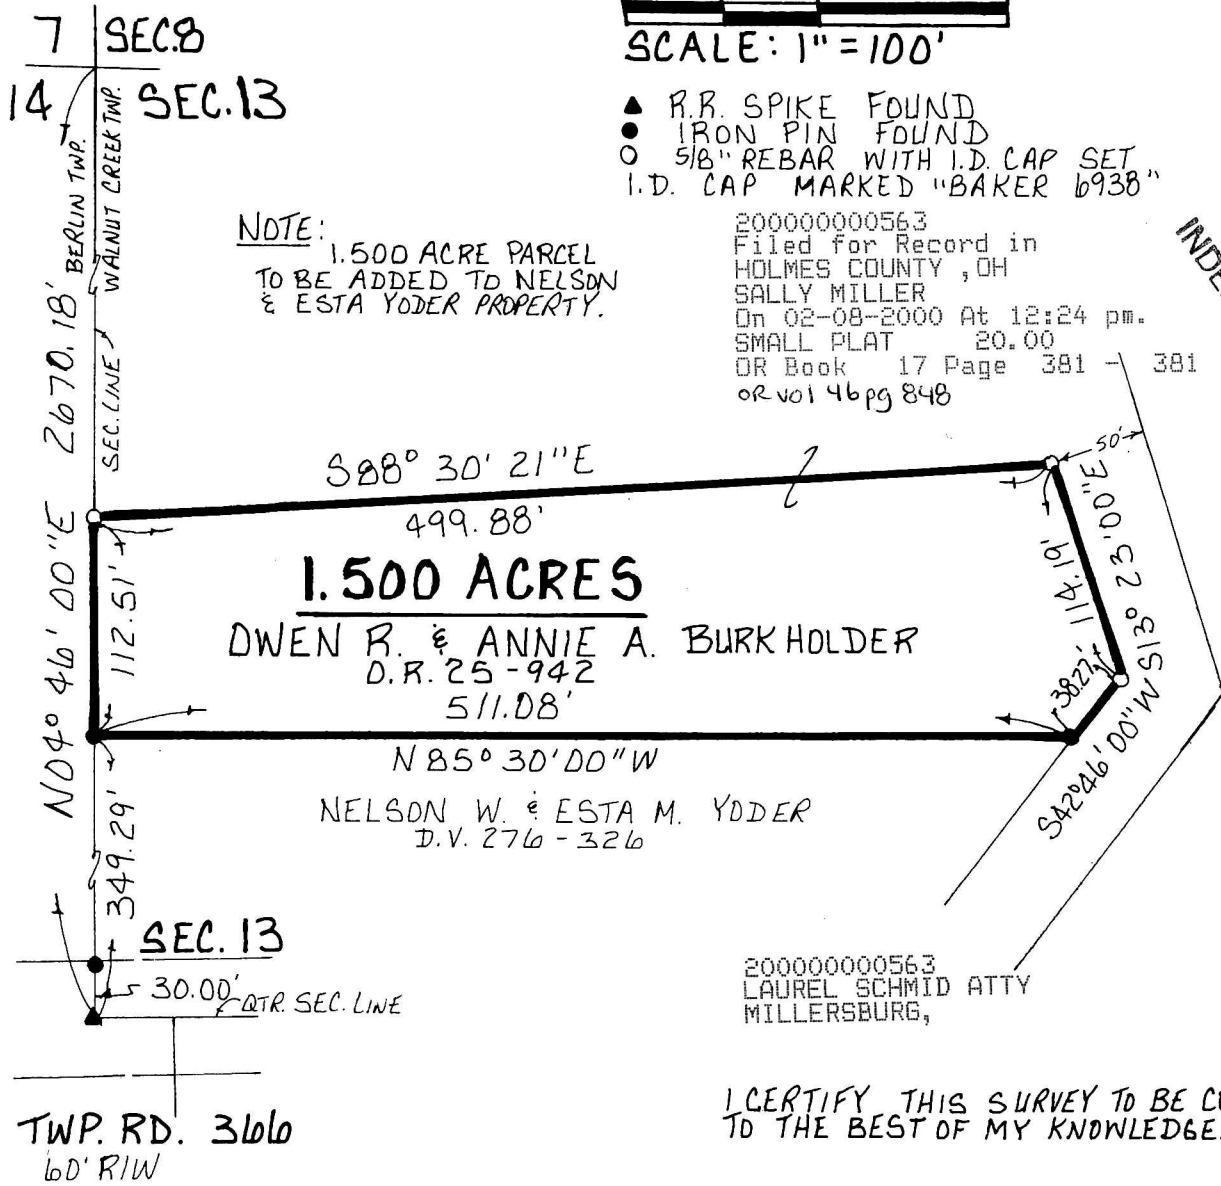 7 SEC.8
14 SEC.13
BERLIN TWP.
WALNUT CREEK TWP.
SCALE: 1" = 100'
▲ R.R. SPIKE FOUND
● IRON PIN FOUND
○ 5/8" REBAR WITH I.D. CAP SET
I.D. CAP MARKED "BAKER 6938"
200000000563
Filed for Record in
HOLMES COUNTY ,OH
SALLY MILLER
On 02-08-2000 At 12:24 pm.
SMALL PLAT 20.00
OR Book 17 Page 381 - 381
OR vol 46 pg 848
NOTE:
1.500 ACRE PARCEL
TO BE ADDED TO NELSON
& ESTA YODER PROPERTY.
N04° 46' 00"E 2670.18'
SEC. LINE
S88° 30' 21"E
499.88'
50'
1.500 ACRES
OWEN R. & ANNIE A. BURKHOLDER
O.R. 25-942
511.08'
N 85° 30' 00" W
112.51'
114.19'
S13° 23' 00"E
38.27'
S42° 46' 00" W
NELSON W. & ESTA M. YODER
D.V. 276-326
349.29'
SEC. 13
30.00'
QTR. SEC. LINE
TWP. RD. 366
60' R/W
200000000563
LAUREL SCHMID ATTY
MILLERSBURG,
I CERTIFY THIS SURVEY TO BE
TO THE BEST OF MY KNOWLEDGE.